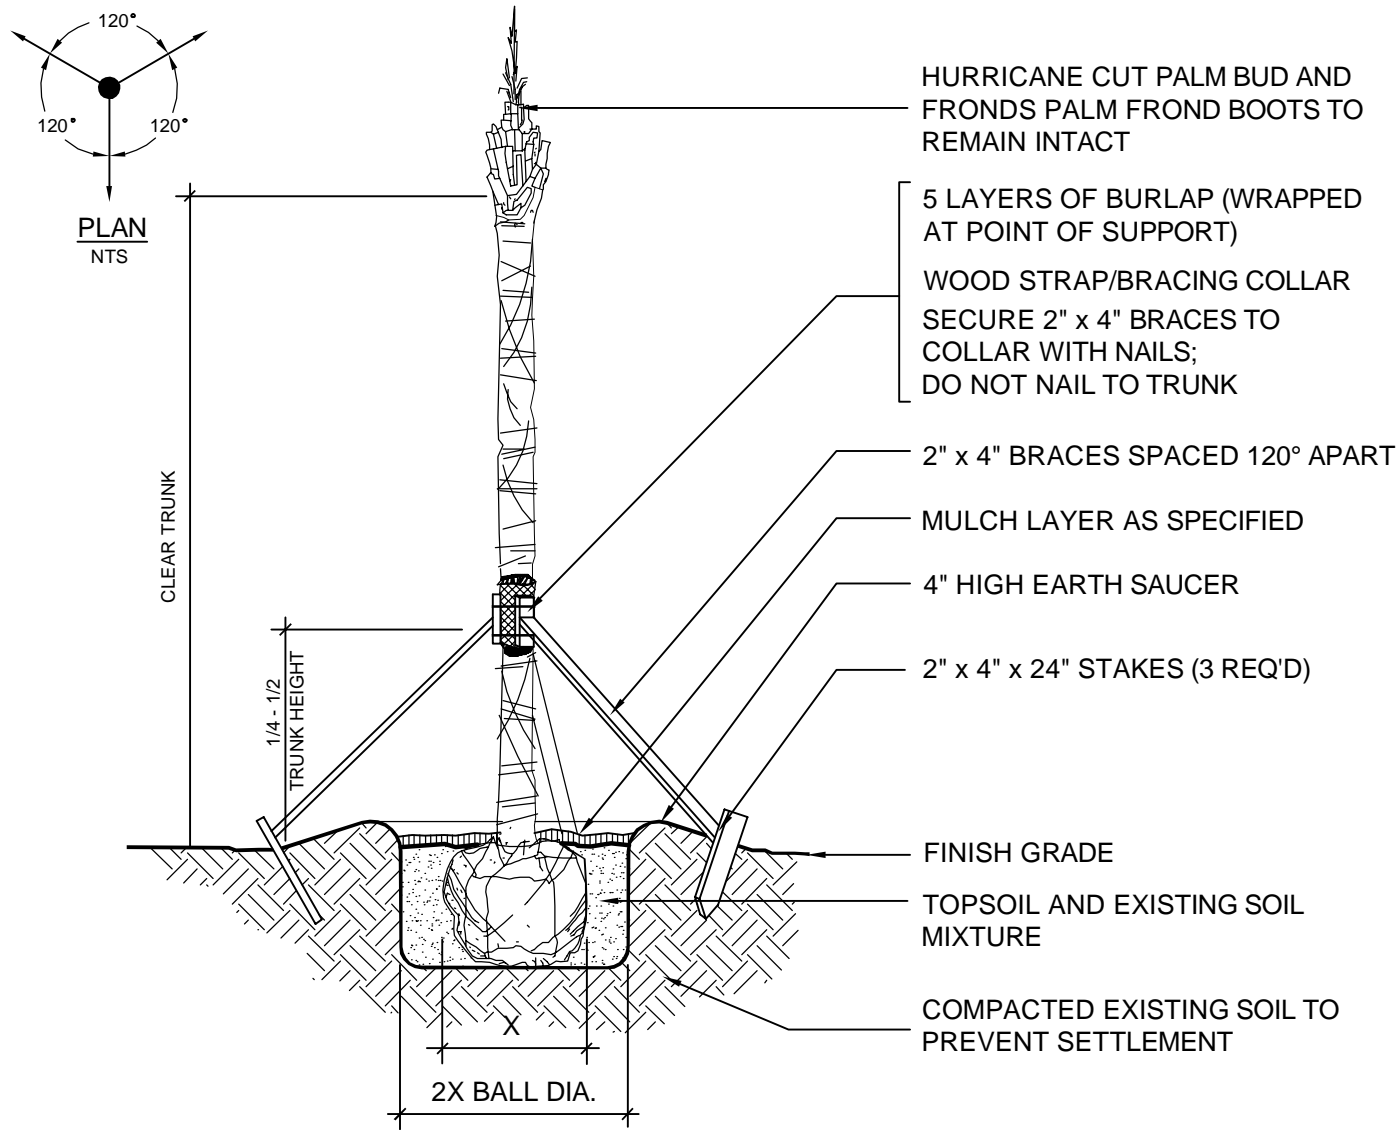 120°
120°
120°
PLAN
NTS
HURRICANE CUT PALM BUD AND
FRONDS PALM FROND BOOTS TO
REMAIN INTACT
5 LAYERS OF BURLAP (WRAPPED
AT POINT OF SUPPORT)
WOOD STRAP/BRACING COLLAR
SECURE 2" x 4" BRACES TO
COLLAR WITH NAILS;
DO NOT NAIL TO TRUNK
2" x 4" BRACES SPACED 120° APART
MULCH LAYER AS SPECIFIED
4" HIGH EARTH SAUCER
2" x 4" x 24" STAKES (3 REQ'D)
FINISH GRADE
TOPSOIL AND EXISTING SOIL
MIXTURE
COMPACTED EXISTING SOIL TO
PREVENT SETTLEMENT
CLEAR TRUNK
1/4 - 1/2
TRUNK HEIGHT
X
2X BALL DIA.